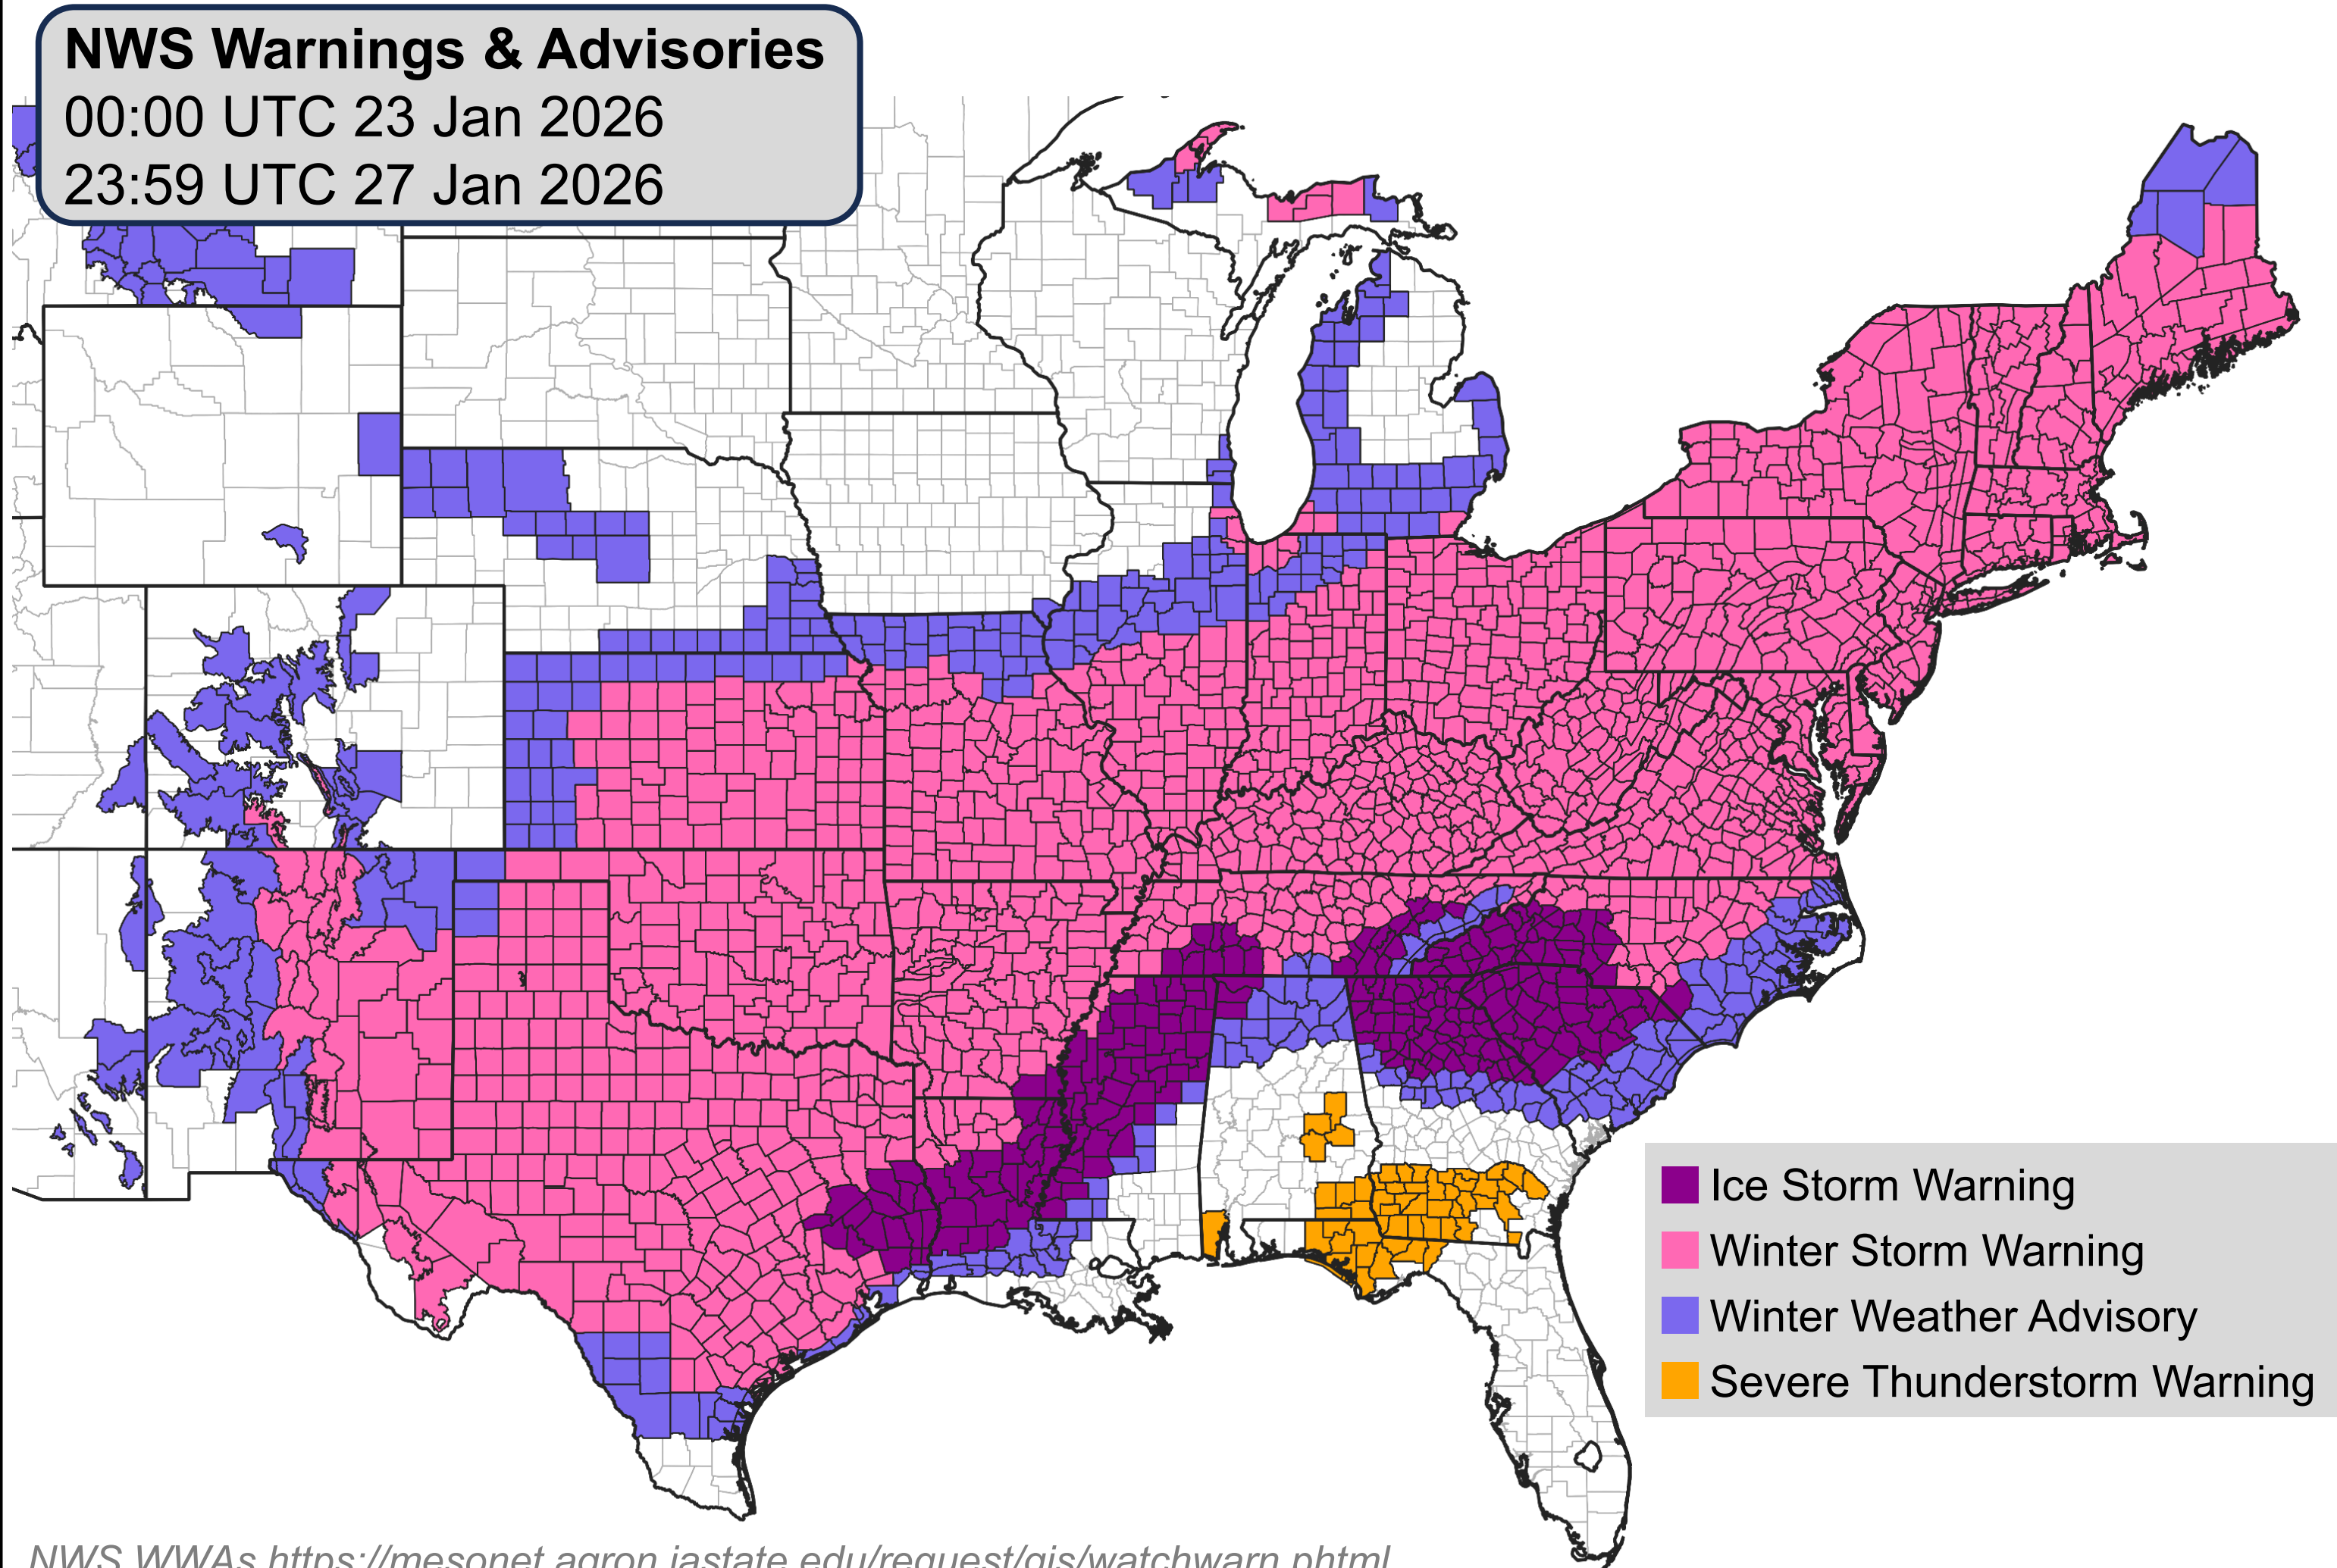 NWS Warnings & Advisories
00:00 UTC 23 Jan 2026
23:59 UTC 27 Jan 2026
Ice Storm Warning
Winter Storm Warning
Winter Weather Advisory
Severe Thunderstorm Warning
NWS WWAs https://mesonet.agron.iastate.edu/request/gis/watchwarn.phtml